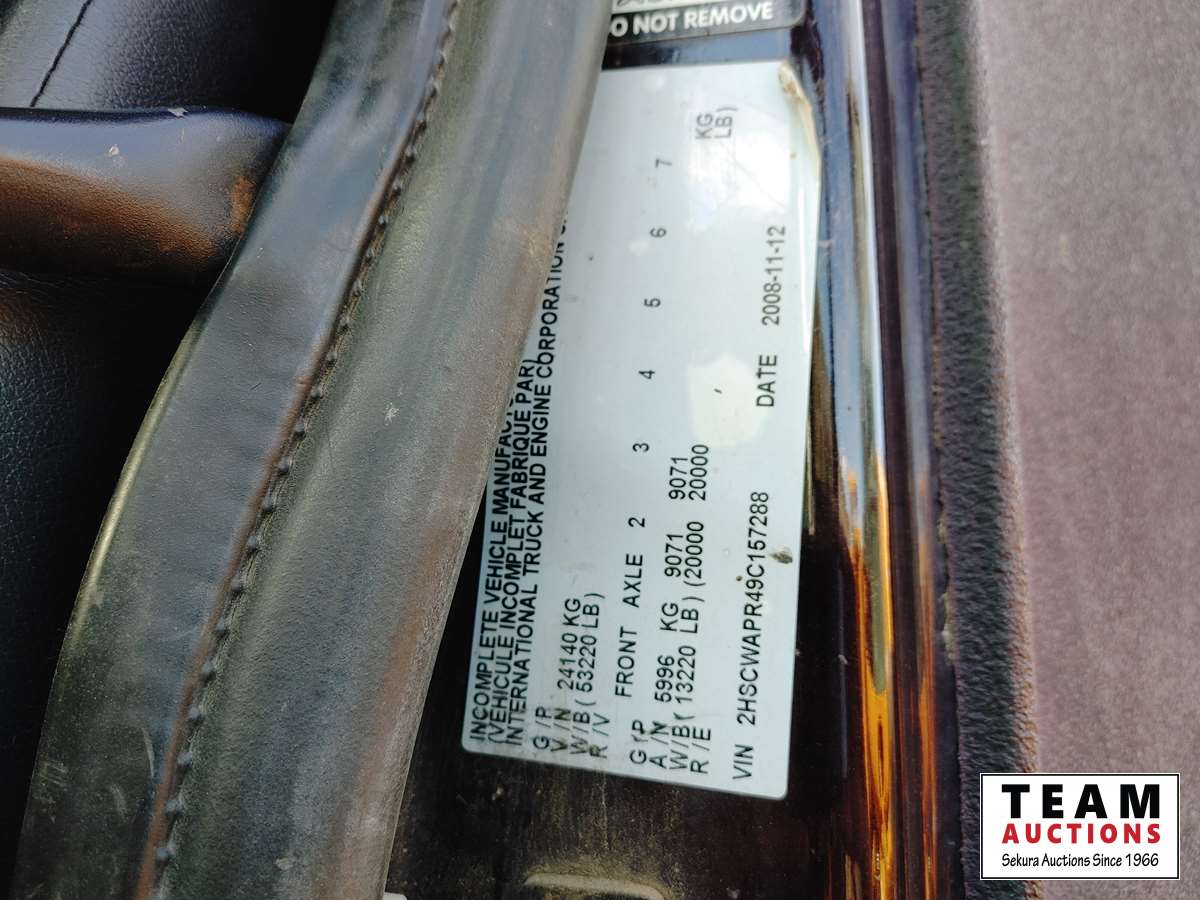 O NOT REMOVE
INCOMPLETE VEHICLE
(VEHICULE INCOMPLET FABRIQUE PAR)
INTERNATIONAL TRUCK AND ENGINE CORPORATION
G/P
V/N 24140 KG
W/B ( 53220 LB )
R/V
FRONT AXLE 2 3 4 5 6 7
G/P
A/N 5996 KG 9071 9071 KG
W/B ( 13220 LB ) (20000 20000 LB )
R/E
VIN 2HSCWAPR49C157288 DATE 2008-11-12
TEAM
AUCTIONS
Sekura Auctions Since 1966